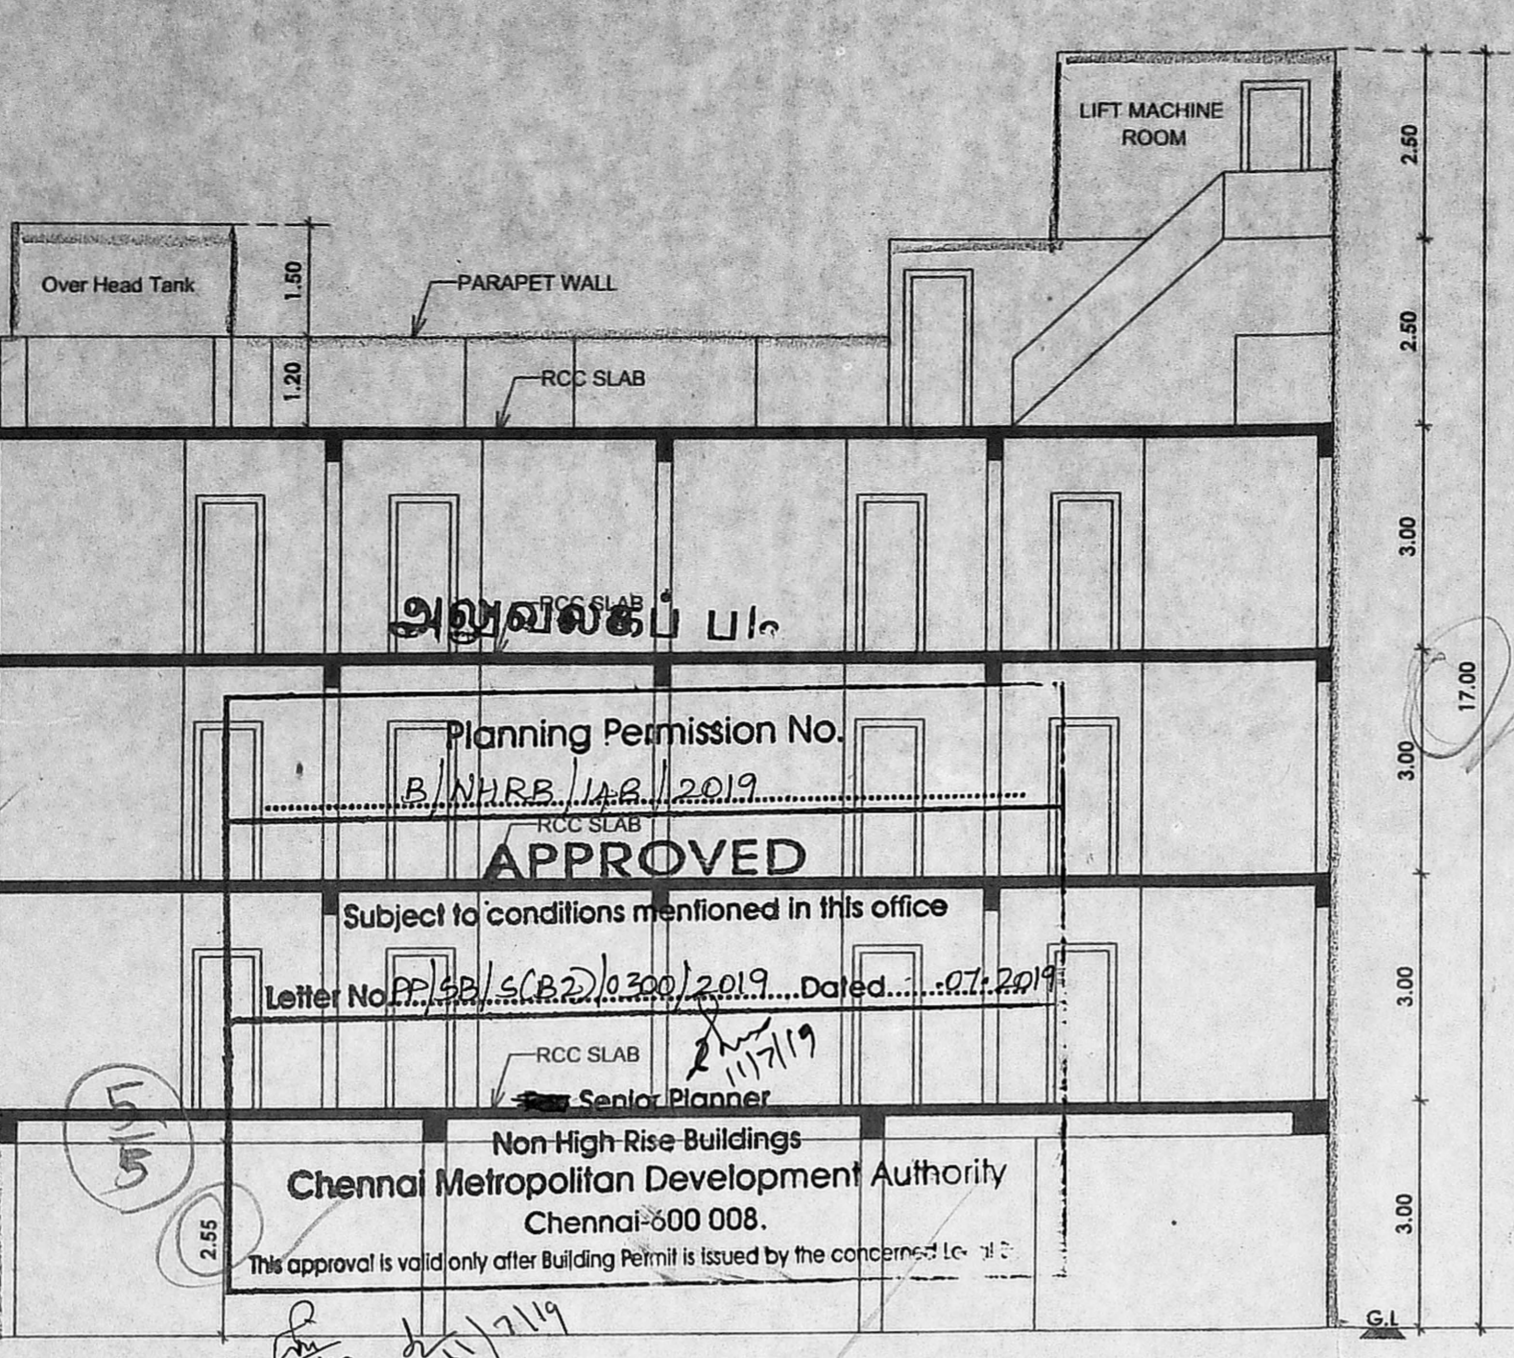 LIFT MACHINE
ROOM
2.50
Over Head Tank
1.50
PARAPET WALL
2.50
1.20
RCC SLAB
3.00
RCC SLAB
அலுவலகப்
17.00
Planning Permission No.
3.00
B/NHRB/ /2019
RCC SLAB
APPROVED
Subject to conditions mentioned in this office
Letter No PP/SB/S(B2)/0300/2019 Dated .07.2019
3.00
RCC SLAB
11/7/19
Senior Planner
5
5
Non High Rise Buildings
Chennai Metropolitan Development Authority
Chennai-600 008.
2.55
3.00
This approval is valid only after Building Permit is issued by the concerned
11/7/19
G.L